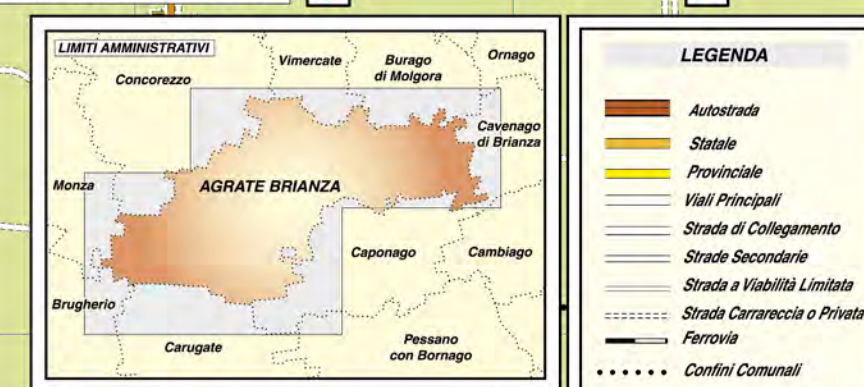 LIMITI AMMINISTRATIVI
Concorezzo
Vimercate
Burago
di Molgora
Ornago
Cavenago
di Brianza
Monza
AGRATE BRIANZA
Caponago
Cambiago
Brugherio
Carugate
Pessano
con Bornago
LEGENDA
Autostrada
Statale
Provinciale
Viali Principali
Strada di Collegamento
Strade Secondarie
Strada a Viabilità Limitata
Strada Carrareccia o Privata
Ferrovia
Confini Comunali